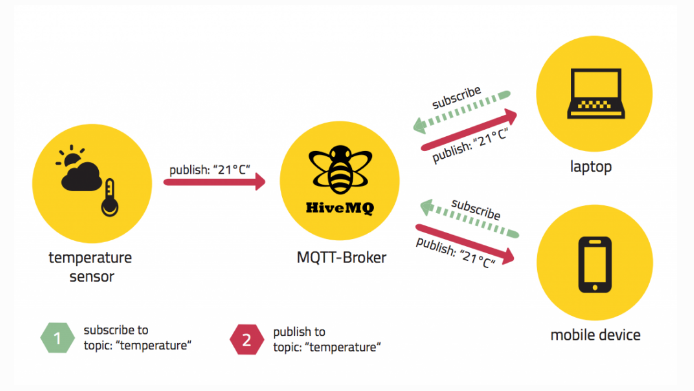 publish: “21°C”
temperature
sensor
HiveMQ
MQTT-Broker
subscribe
publish: “21°C”
laptop
subscribe
publish: “21°C”
mobile device
1
subscribe to
topic: “temperature“
2
publish to
topic: “temperature“